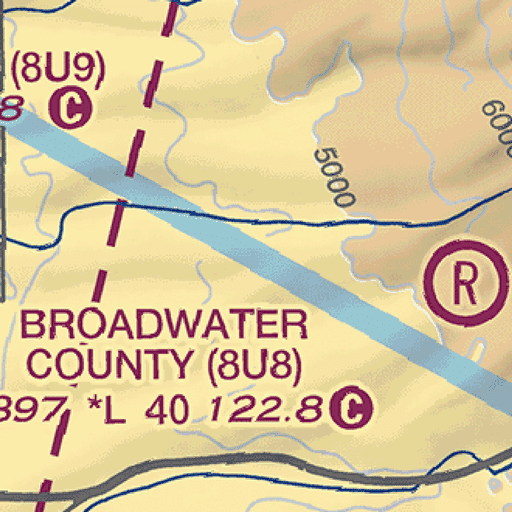 (8U9)
8 C
6000
5000
R
BROADWATER
COUNTY (8U8)
397 *L 40 122.8 C